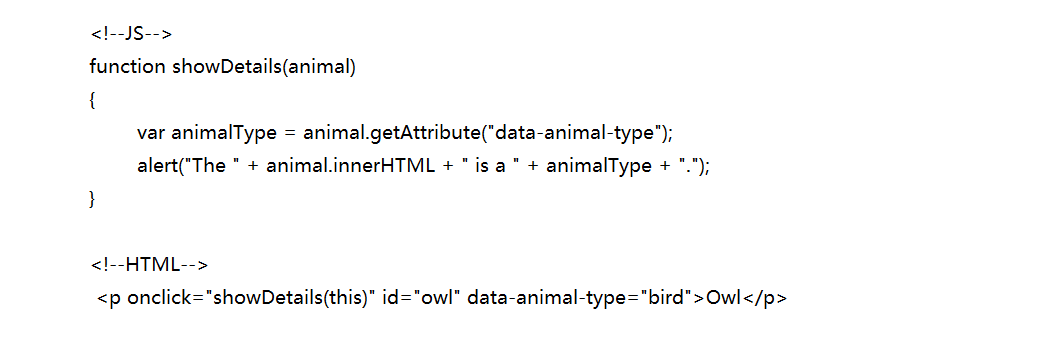 <!--JS-->
function showDetails(animal)
{
var animalType = animal.getAttribute("data-animal-type");
alert("The " + animal.innerHTML + " is a " + animalType + ".");
}
<!--HTML-->
<p onclick="showDetails(this)" id="owl" data-animal-type="bird">Owl</p>